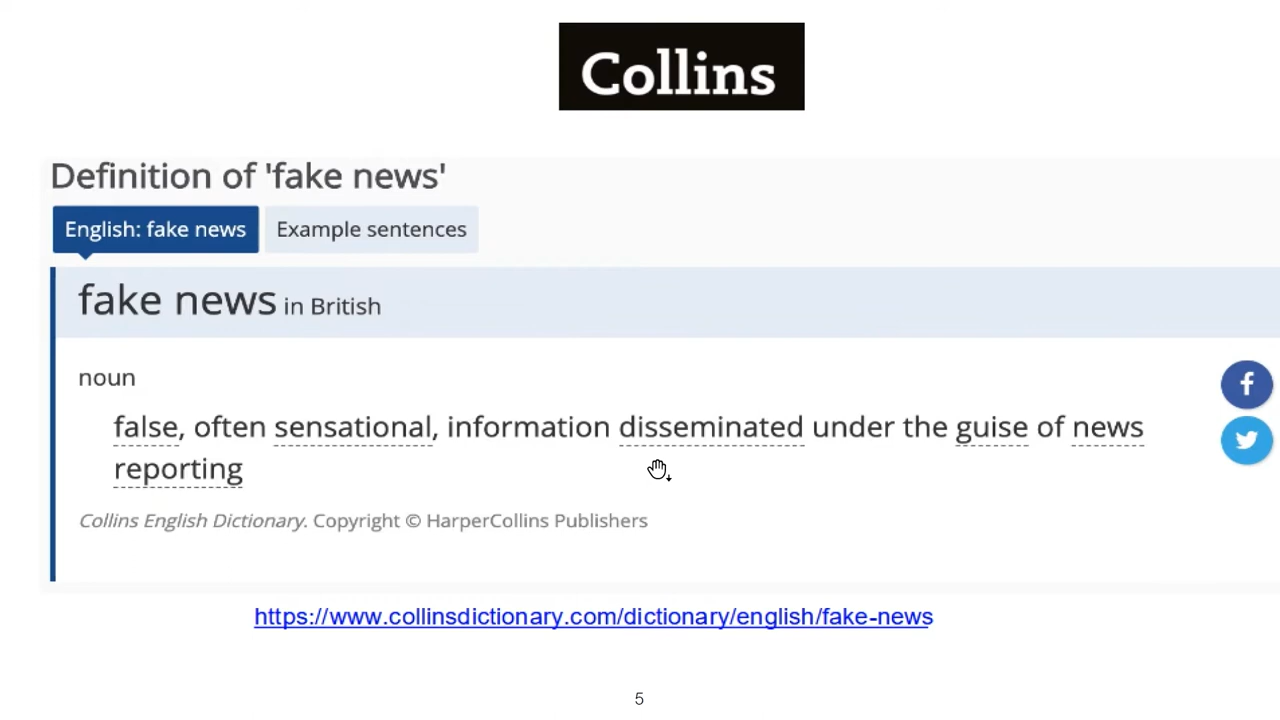 Collins
Definition of 'fake news'
English: fake news
Example sentences
fake news in British
noun
false, often sensational, information disseminated under the guise of news
reporting
Collins English Dictionary. Copyright © HarperCollins Publishers
https://www.collinsdictionary.com/dictionary/english/fake-news
5